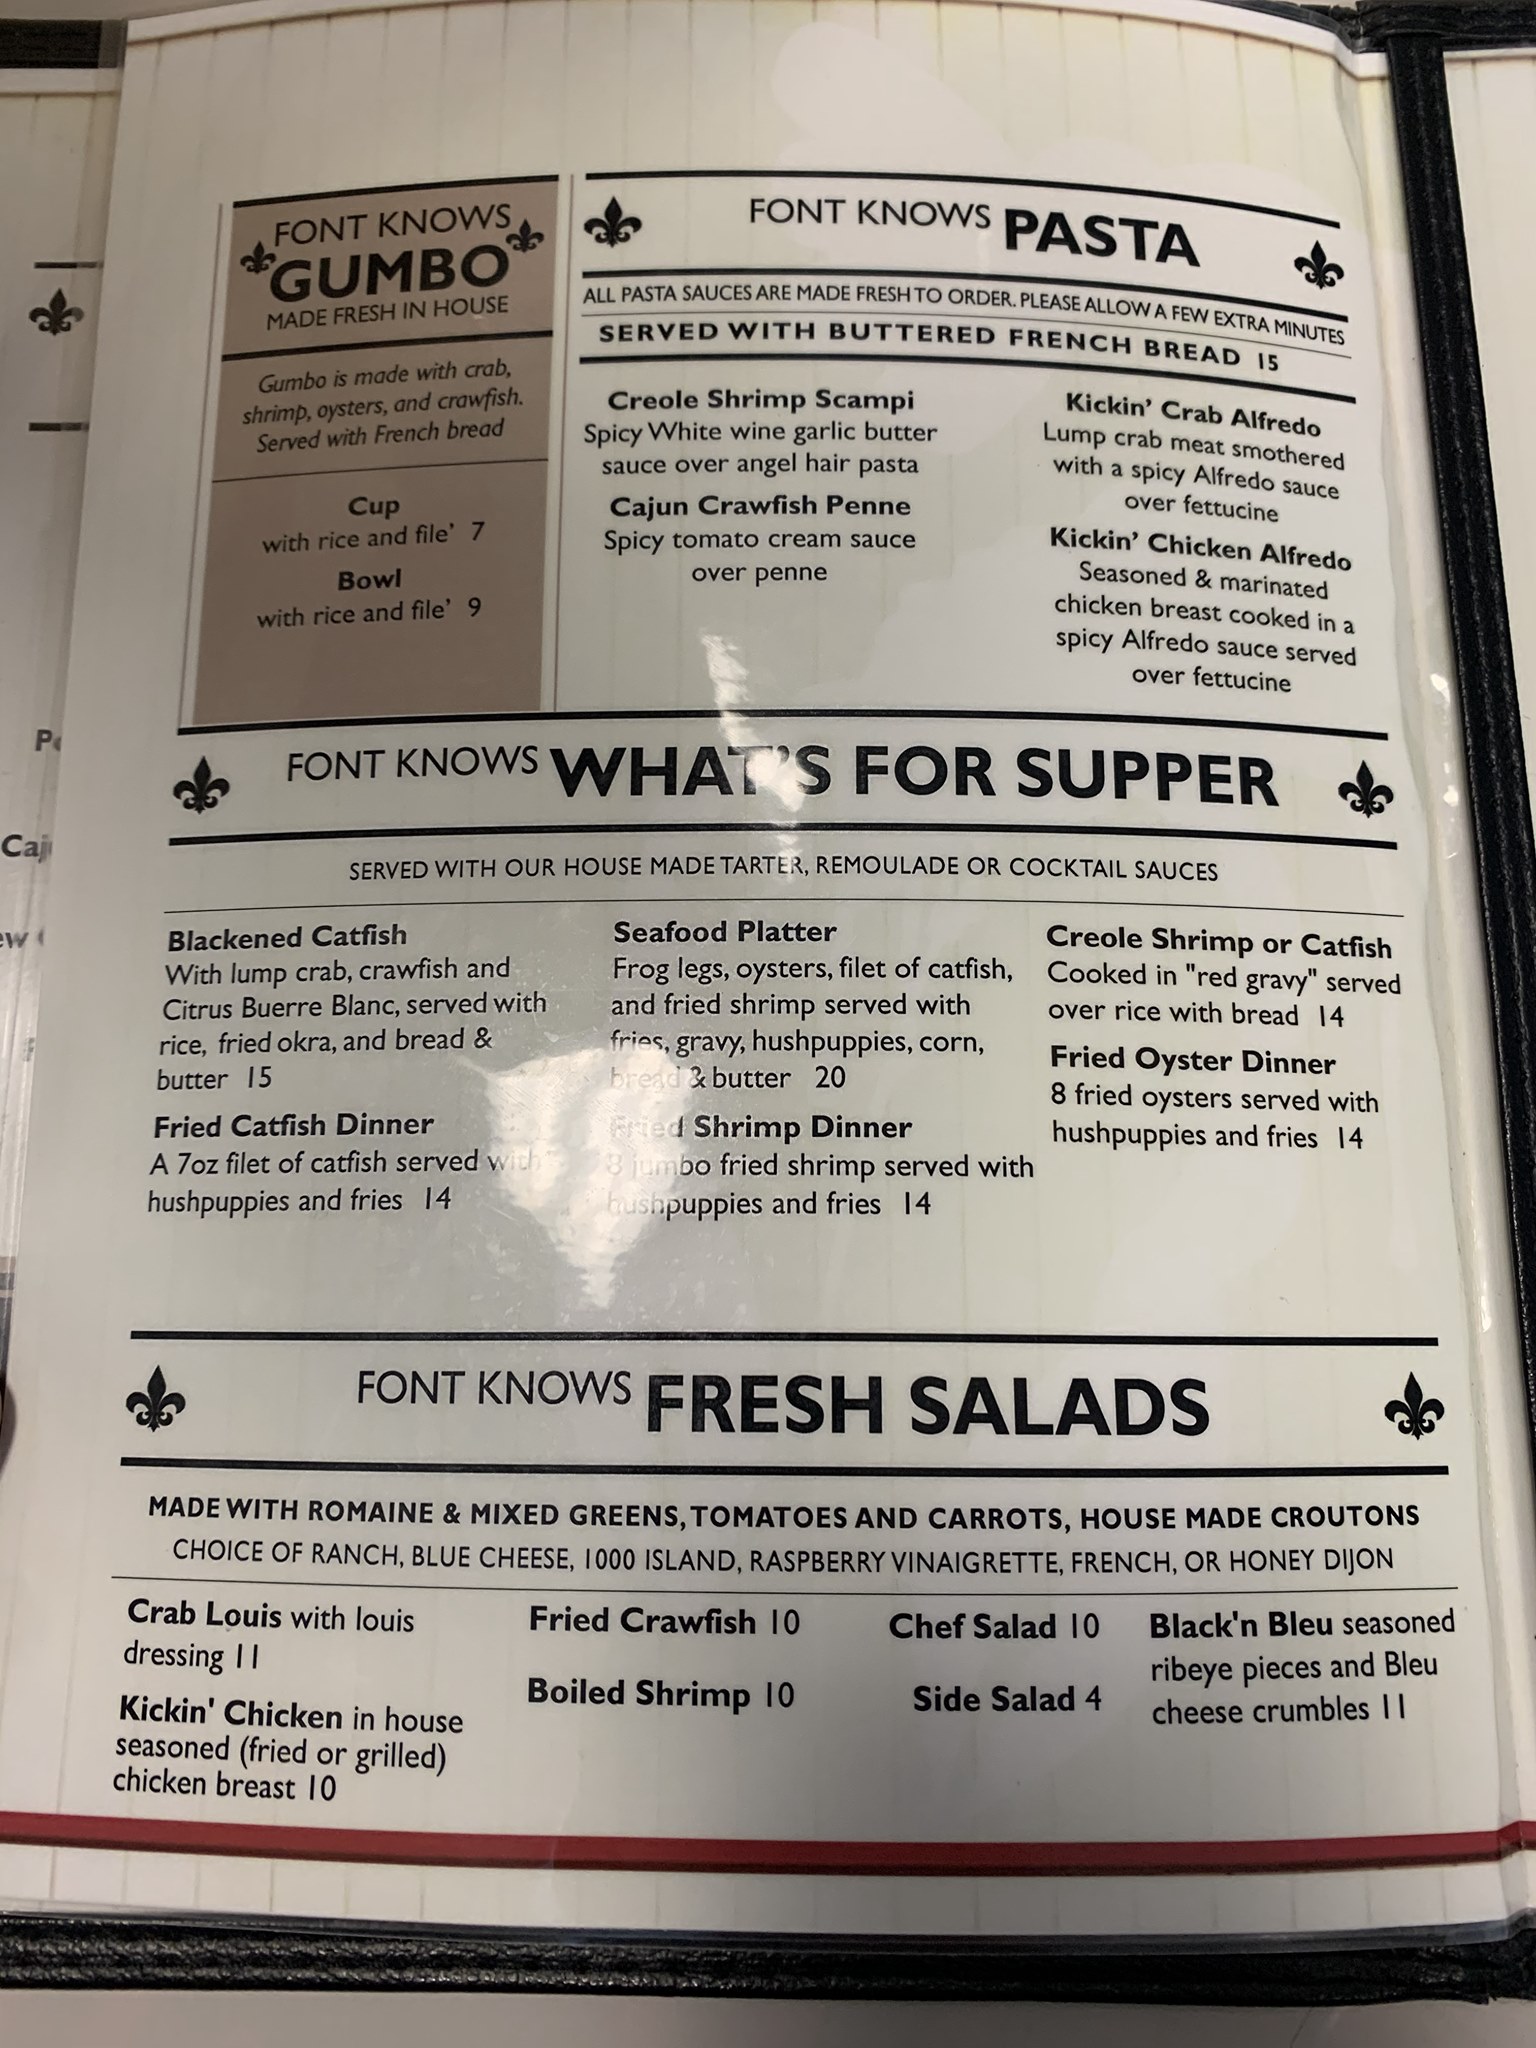 FONT KNOWS
GUMBO
MADE FRESH IN HOUSE
Gumbo is made with crab,
shrimp, oysters, and crawfish.
Served with French bread
Cup
with rice and file' 7
Bowl
with rice and file' 9
FONT KNOWS PASTA
ALL PASTA SAUCES ARE MADE FRESH TO ORDER. PLEASE ALLOW A FEW EXTRA MINUTES
SERVED WITH BUTTERED FRENCH BREAD 15
Creole Shrimp Scampi
Spicy White wine garlic butter
sauce over angel hair pasta
Cajun Crawfish Penne
Spicy tomato cream sauce
over penne
Kickin' Crab Alfredo
Lump crab meat smothered
with a spicy Alfredo sauce
over fettucine
Kickin' Chicken Alfredo
Seasoned & marinated
chicken breast cooked in a
spicy Alfredo sauce served
over fettucine
FONT KNOWS WHAT'S FOR SUPPER
SERVED WITH OUR HOUSE MADE TARTER, REMOULADE OR COCKTAIL SAUCES
Blackened Catfish
With lump crab, crawfish and
Citrus Buerre Blanc, served with
rice, fried okra, and bread &
butter 15
Fried Catfish Dinner
A 7oz filet of catfish served with
hushpuppies and fries 14
Seafood Platter
Frog legs, oysters, filet of catfish,
and fried shrimp served with
fries, gravy, hushpuppies, corn,
bread & butter 20
Fried Shrimp Dinner
8 jumbo fried shrimp served with
hushpuppies and fries 14
Creole Shrimp or Catfish
Cooked in "red gravy" served
over rice with bread 14
Fried Oyster Dinner
8 fried oysters served with
hushpuppies and fries 14
FONT KNOWS FRESH SALADS
MADE WITH ROMAINE & MIXED GREENS, TOMATOES AND CARROTS, HOUSE MADE CROUTONS
CHOICE OF RANCH, BLUE CHEESE, 1000 ISLAND, RASPBERRY VINAIGRETTE, FRENCH, OR HONEY DIJON
Crab Louis with louis
dressing 11
Kickin' Chicken in house
seasoned (fried or grilled)
chicken breast 10
Fried Crawfish 10
Boiled Shrimp 10
Chef Salad 10
Side Salad 4
Black'n Bleu seasoned
ribeye pieces and Bleu
cheese crumbles 11